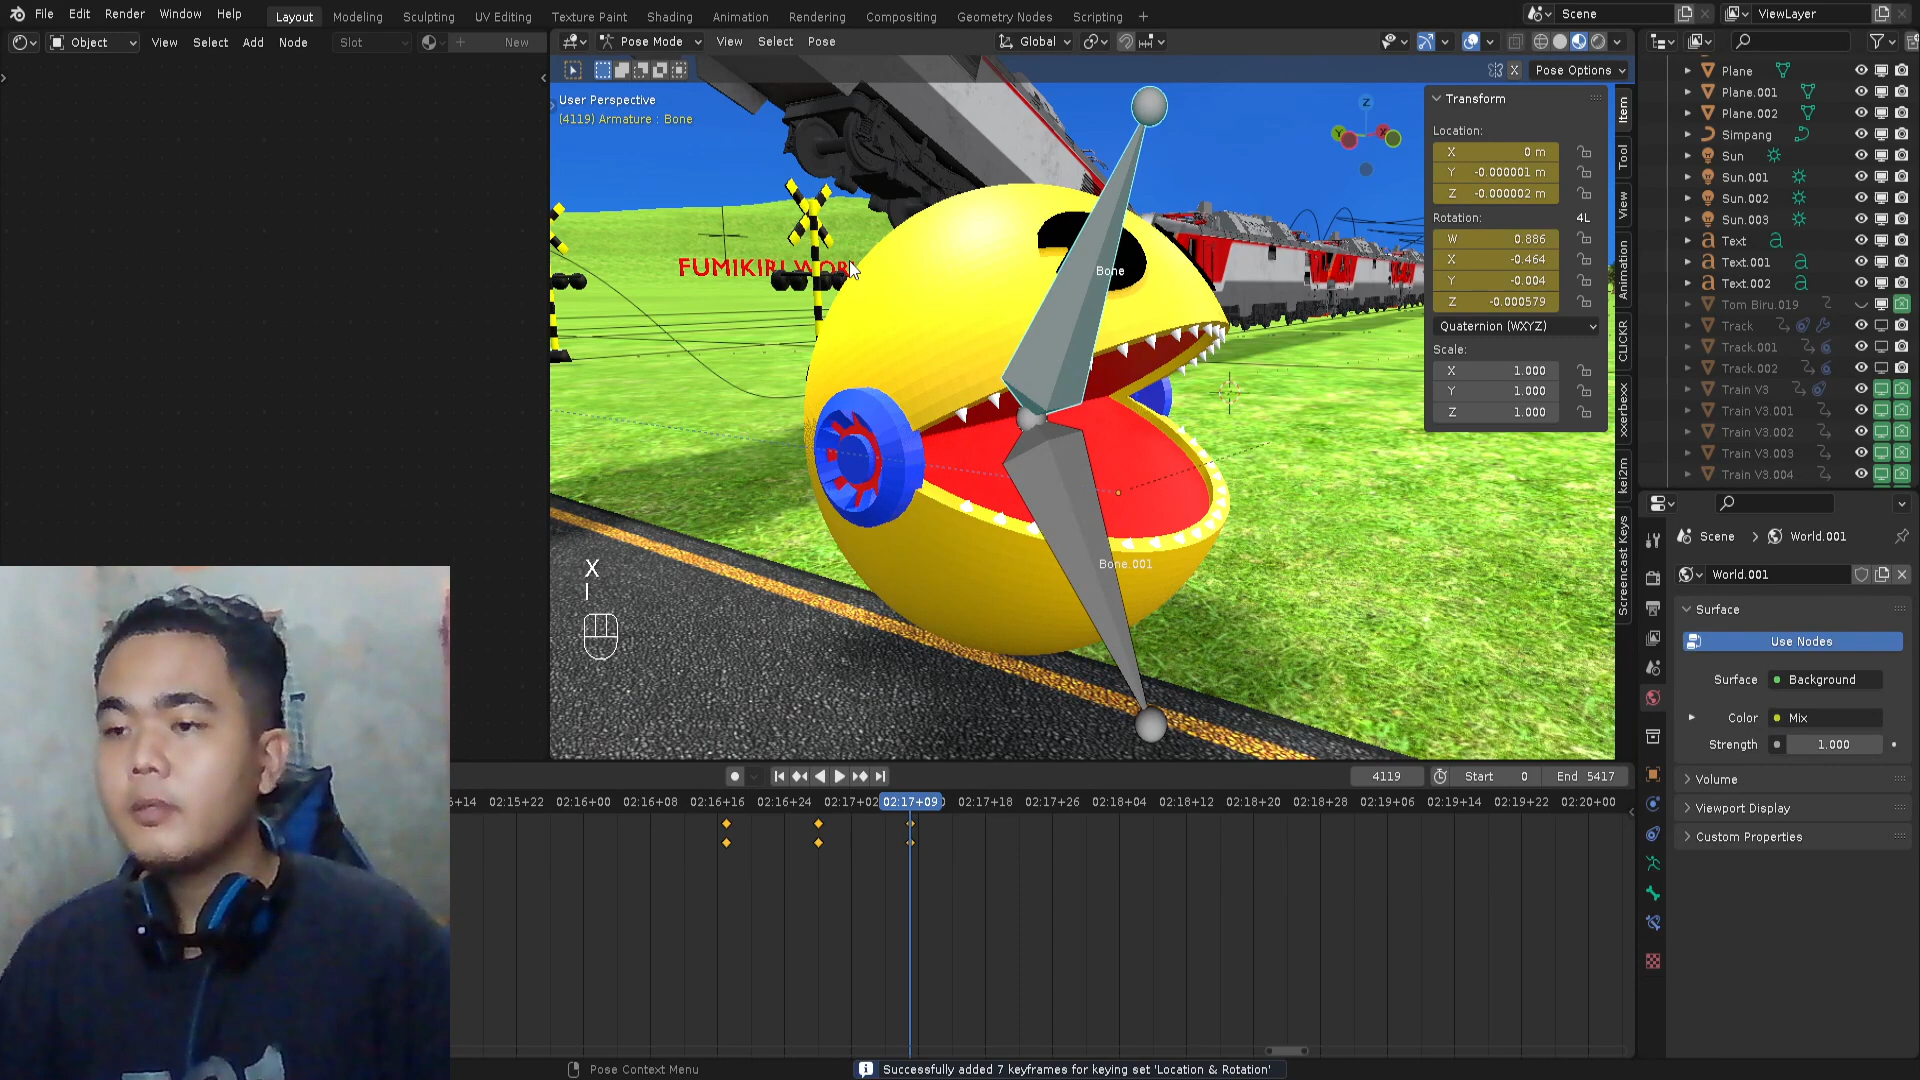 File Edit Render Window Help
Layout Modeling Sculpting UV Editing Texture Paint Shading Animation Rendering Compositing Geometry Nodes Scripting +
Scene ViewLayer
Object View Select Add Node Slot New
Pose Mode View Select Pose Global
X Pose Options
User Perspective
(4119) Armature : Bone
FUMIKIRI WOR
Bone
Bone.001
X
I
Z
Y
X
Transform
Location:
X 0 m
Y -0.000001 m
Z -0.000002 m
Rotation: 4L
W 0.886
X -0.464
Y -0.004
Z -0.000579
Quaternion (WXYZ)
Scale:
X 1.000
Y 1.000
Z 1.000
Item
Tool
View
Animation
CLICKR
xxerbexx
kei2m
Screencast Keys
Plane
Plane.001
Plane.002
Simpang
Sun
Sun.001
Sun.002
Sun.003
Text
Text.001
Text.002
Tom Biru.019
Track
Track.001
Track.002
Train V3
Train V3.001
Train V3.002
Train V3.003
Train V3.004
Scene > World.001
World.001
Surface
Use Nodes
Surface Background
Color Mix
Strength 1.000
Volume
Viewport Display
Custom Properties
4119 Start 0 End 5417
+14 02:15+22 02:16+00 02:16+08 02:16+16 02:16+24 02:17+02 02:17+09 02:17+18 02:17+26 02:18+04 02:18+12 02:18+20 02:18+28 02:19+06 02:19+14 02:19+22 02:20+00
Pose Context Menu
Successfully added 7 keyframes for keying set 'Location & Rotation'